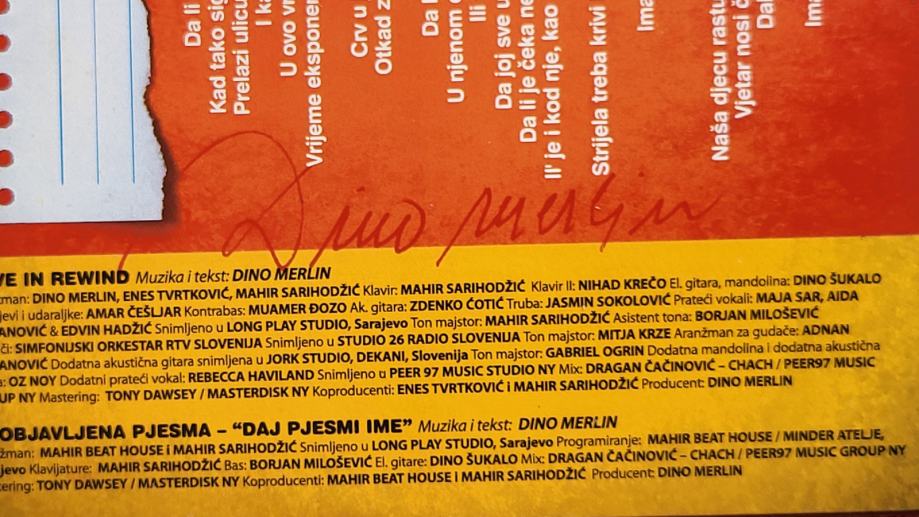 Da li
Kad tako sig
Prelazi ulicu
I ka
U ovo vr
Vrijeme eksponen
Crv u
Otkad z
Da l
U njenom o
Ili
Da joj sve u
Da li je čeka ne
Il' je i kod nje, kao
Strijela treba krivi
Ima
Naša djecu rastu
Vjetar nosi č
Dal
Ima
Dino Merlin
VE IN REWIND Muzika i tekst: DINO MERLIN
žman: DINO MERLIN, ENES TVRTKOVIĆ, MAHIR SARIHODŽIĆ Klavir: MAHIR SARIHODŽIĆ Klavir II: NIHAD KREČO El. gitara, mandolina: DINO ŠUKALO
jevi i udaraljke: AMAR ČEŠLJAR Kontrabas: MUAMER ĐOZO Ak. gitara: ZDENKO ĆOTIĆ Truba: JASMIN SOKOLOVIĆ Prateći vokali: MAJA SAR, AIDA
ANOVIĆ & EDVIN HADŽIĆ Snimljeno u LONG PLAY STUDIO, Sarajevo Ton majstor: MAHIR SARIHODŽIĆ Asistent tona: BORJAN MILOŠEVIĆ
či: SIMFONIJSKI ORKESTAR RTV SLOVENIJA Snimljeno u STUDIO 26 RADIO SLOVENIJA Ton majstor: MITJA KRZE Aranžman za gudače: ADNAN
ANOVIĆ Dodatna akustična gitara snimljena u JORK STUDIO, DEKANI, Slovenija Ton majstor: GABRIEL OGRIN Dodatna mandolina i dodatna akustična
a: OZ NOY Dodatni prateći vokal: REBECCA HAVILAND Snimljeno u PEER 97 MUSIC STUDIO NY Mix: DRAGAN ČAČINOVIĆ – CHACH / PEER97 MUSIC
UP NY Mastering: TONY DAWSEY / MASTERDISK NY Koproducenti: ENES TVRTKOVIĆ i MAHIR SARIHODŽIĆ Producent: DINO MERLIN
OBJAVLJENA PJESMA – “DAJ PJESMI IME” Muzika i tekst: DINO MERLIN
žman: MAHIR BEAT HOUSE i MAHIR SARIHODŽIĆ Snimljeno u LONG PLAY STUDIO, Sarajevo Programiranje: MAHIR BEAT HOUSE / MINDER ATELJE,
jevo Klavijature: MAHIR SARIHODŽIĆ Bas: BORJAN MILOŠEVIĆ El. gitare: DINO ŠUKALO Mix: DRAGAN ČAČINOVIĆ – CHACH / PEER97 MUSIC GROUP NY
ering: TONY DAWSEY / MASTERDISK NY Koproducenti: MAHIR BEAT HOUSE I MAHIR SARIHODŽIĆ Producent: DINO MERLIN